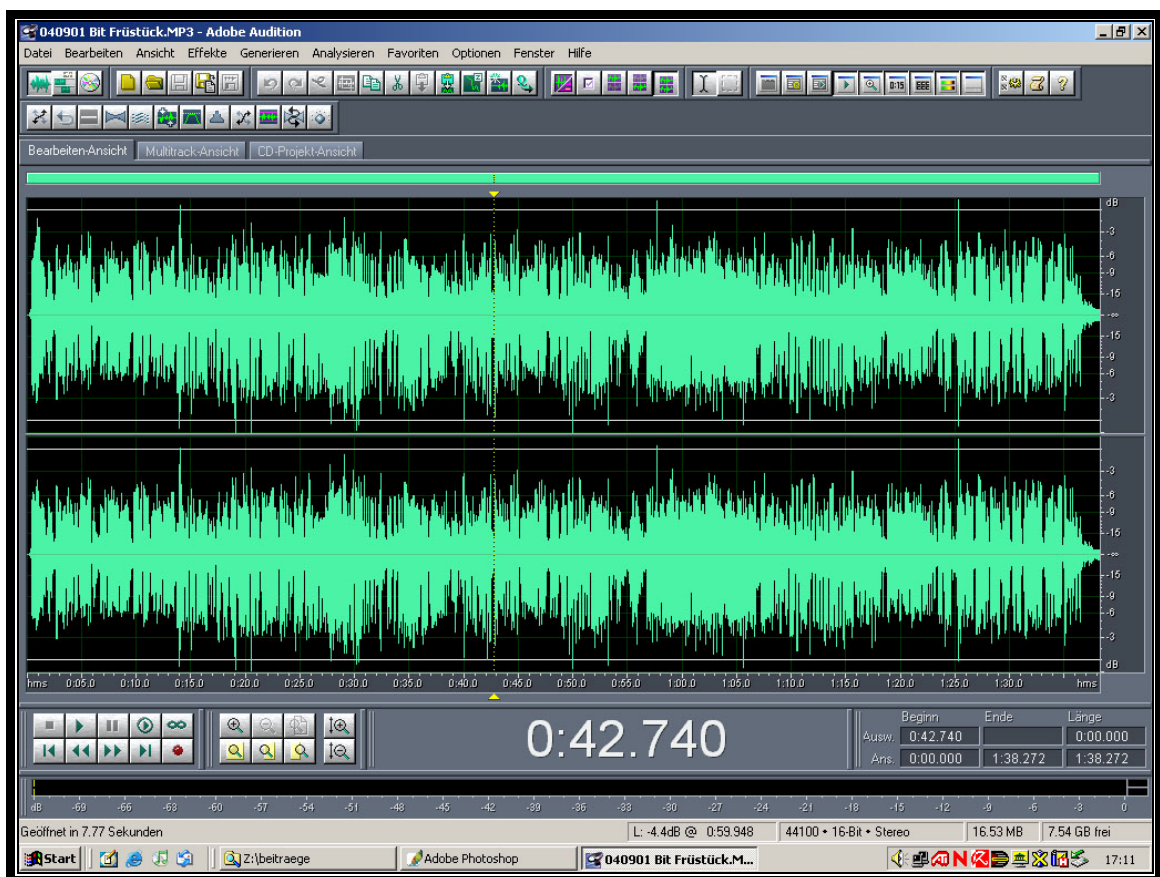 040901 Bit Früstück.MP3 - Adobe Audition
Datei Bearbeiten Ansicht Effekte Generieren Analysieren Favoriten Optionen Fenster Hilfe
0:15
Bearbeiten-Ansicht Multitrack-Ansicht CD-Projekt-Ansicht
dB
-3
-6
-9
-15
-∞
-15
-9
-6
-3
-3
-6
-9
-15
-∞
-15
-9
-6
-3
dB
hms 0:05.0 0:10.0 0:15.0 0:20.0 0:25.0 0:30.0 0:35.0 0:40.0 0:45.0 0:50.0 0:55.0 1:00.0 1:05.0 1:10.0 1:15.0 1:20.0 1:25.0 1:30.0 hms
0:42.740
Beginn Ende Länge
Ausw. 0:42.740 0:00.000
Ans. 0:00.000 1:38.272 1:38.272
dB -69 -66 -63 -60 -57 -54 -51 -48 -45 -42 -39 -36 -33 -30 -27 -24 -21 -18 -15 -12 -9 -6 -3 0
Geöffnet in 7.77 Sekunden L: -4.4dB @ 0:59.948 44100 • 16-Bit • Stereo 16.53 MB 7.54 GB frei
Start Z:\beitraege Adobe Photoshop 040901 Bit Früstück.M... N 17:11